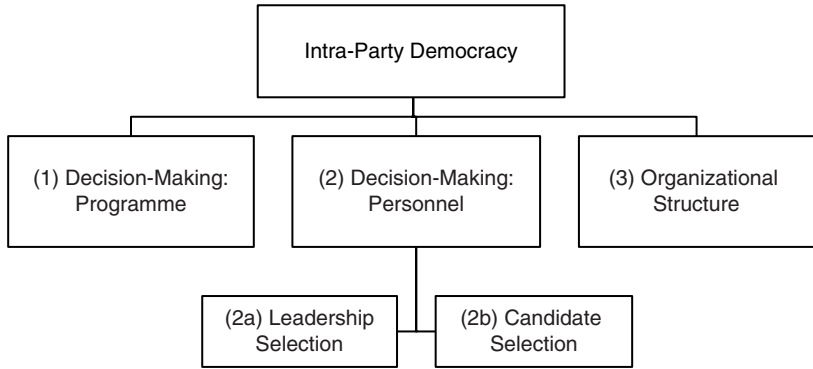 Intra-Party Democracy
(1) Decision-Making:
Programme
(2) Decision-Making:
Personnel
(3) Organizational
Structure
(2a) Leadership
Selection
(2b) Candidate
Selection